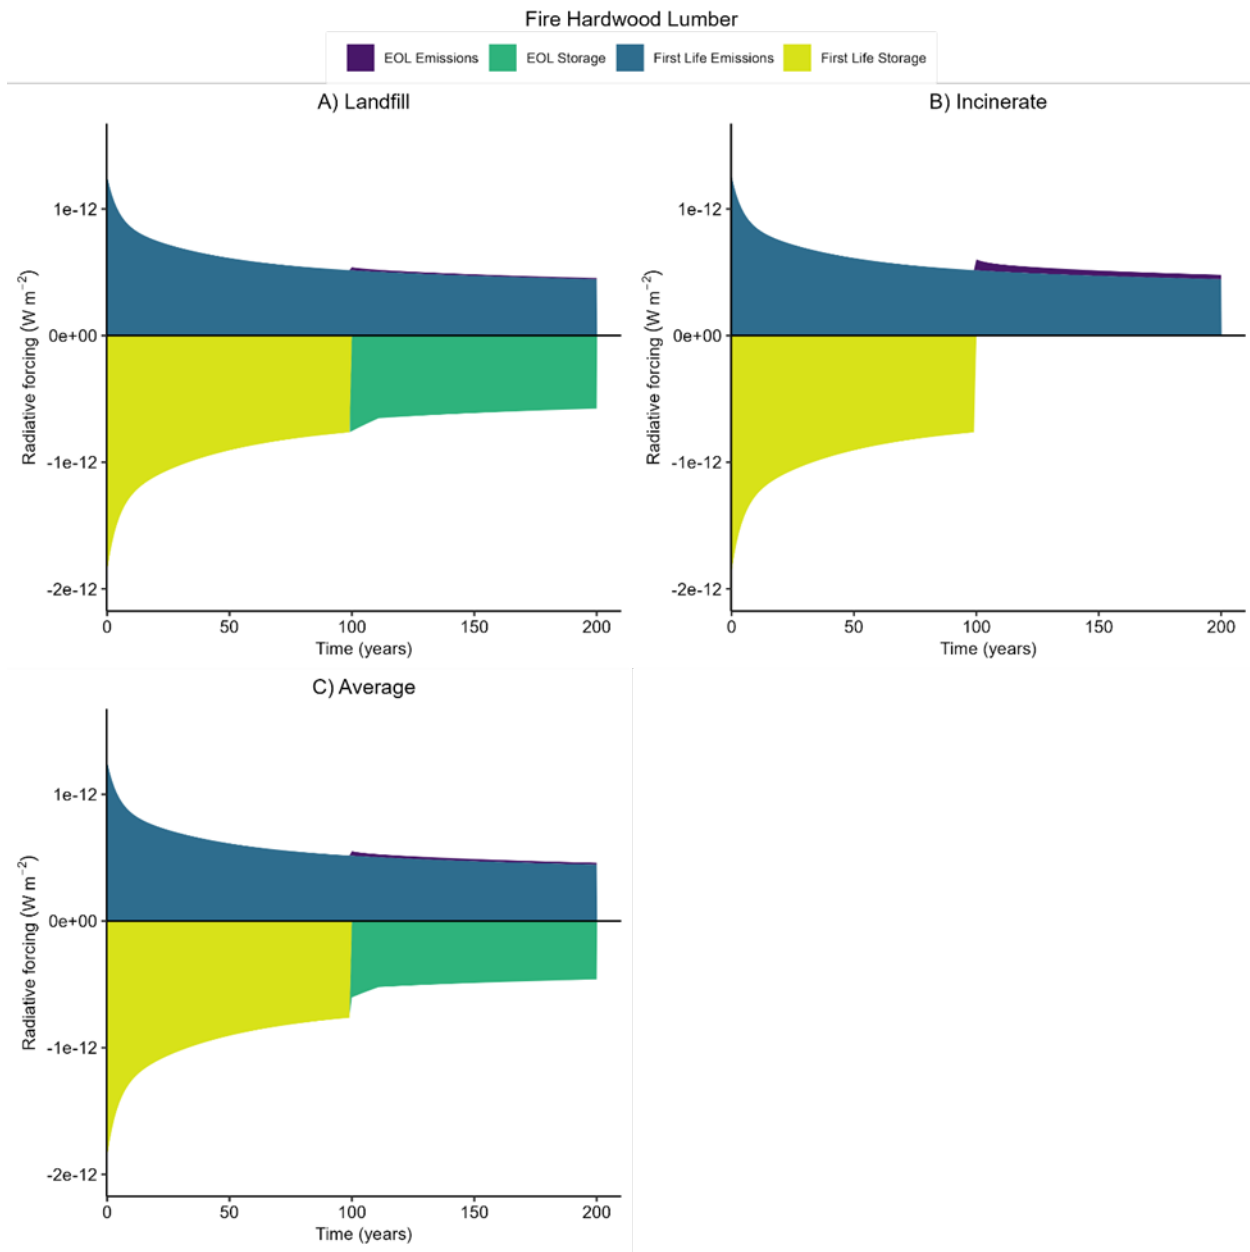 Fire Hardwood Lumber
EOL Emissions EOL Storage First Life Emissions First Life Storage
A) Landfill
1e-12
0e+00
-1e-12
-2e-12
Radiative forcing (W m⁻²)
0 50 100 150 200
Time (years)
B) Incinerate
1e-12
0e+00
-1e-12
-2e-12
Radiative forcing (W m⁻²)
0 50 100 150 200
Time (years)
C) Average
1e-12
0e+00
-1e-12
-2e-12
Radiative forcing (W m⁻²)
0 50 100 150 200
Time (years)